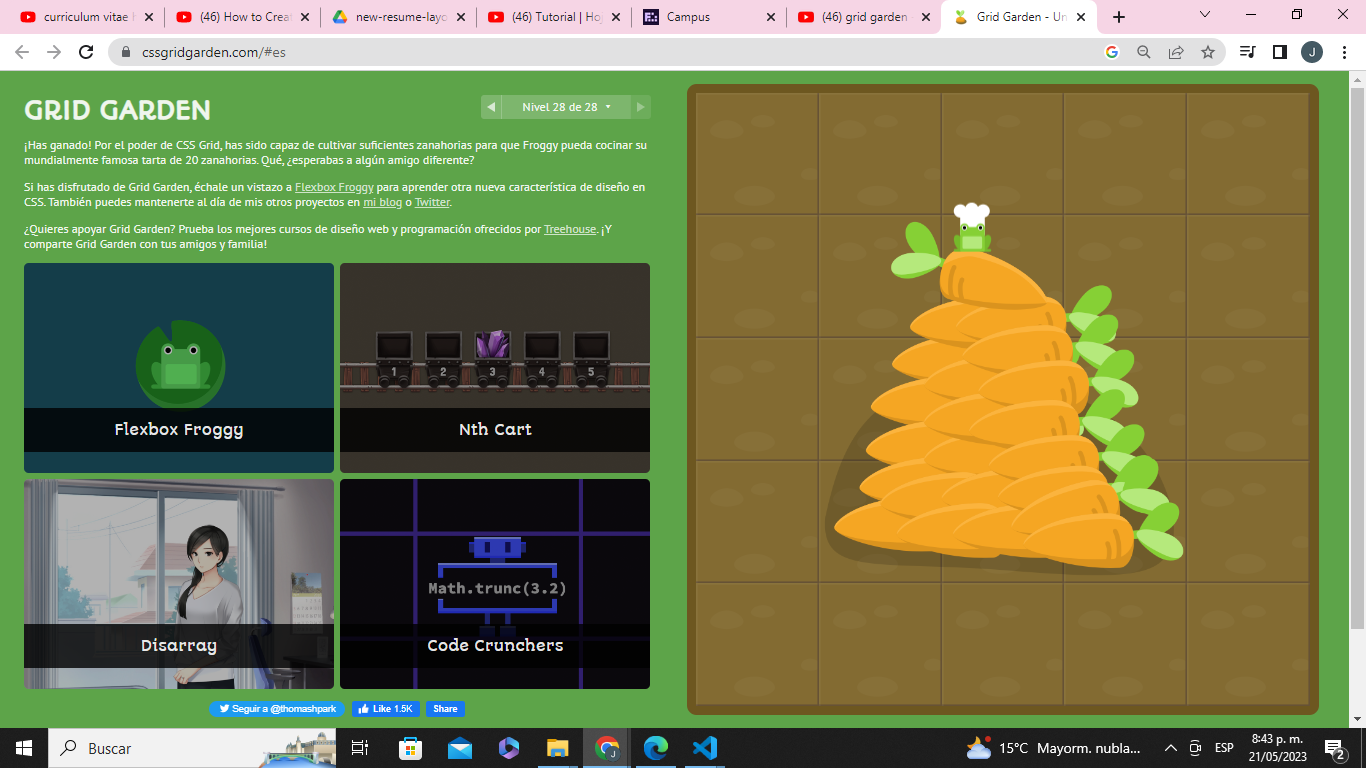 curriculum vitae h
(46) How to Creat
new-resume-layo
(46) Tutorial | Hoj
Campus
(46) grid garden
Grid Garden - Un
cssgridgarden.com/#es
J
GRID GARDEN
Nivel 28 de 28
¡Has ganado! Por el poder de CSS Grid, has sido capaz de cultivar suficientes zanahorias para que Froggy pueda cocinar su
mundialmente famosa tarta de 20 zanahorias. Qué, ¿esperabas a algún amigo diferente?
Si has disfrutado de Grid Garden, échale un vistazo a Flexbox Froggy para aprender otra nueva característica de diseño en
CSS. También puedes mantenerte al día de mis otros proyectos en mi blog o Twitter.
¿Quieres apoyar Grid Garden? Prueba los mejores cursos de diseño web y programación ofrecidos por Treehouse. ¡Y
comparte Grid Garden con tus amigos y familia!
Flexbox Froggy
1 2 3 4 5
Nth Cart
Disarray
Math.trunc(3.2)
Code Crunchers
Seguir a @thomashpark
Like 1.5K
Share
Buscar
15°C Mayorm. nubla...
ESP
8:43 p. m.
21/05/2023
2